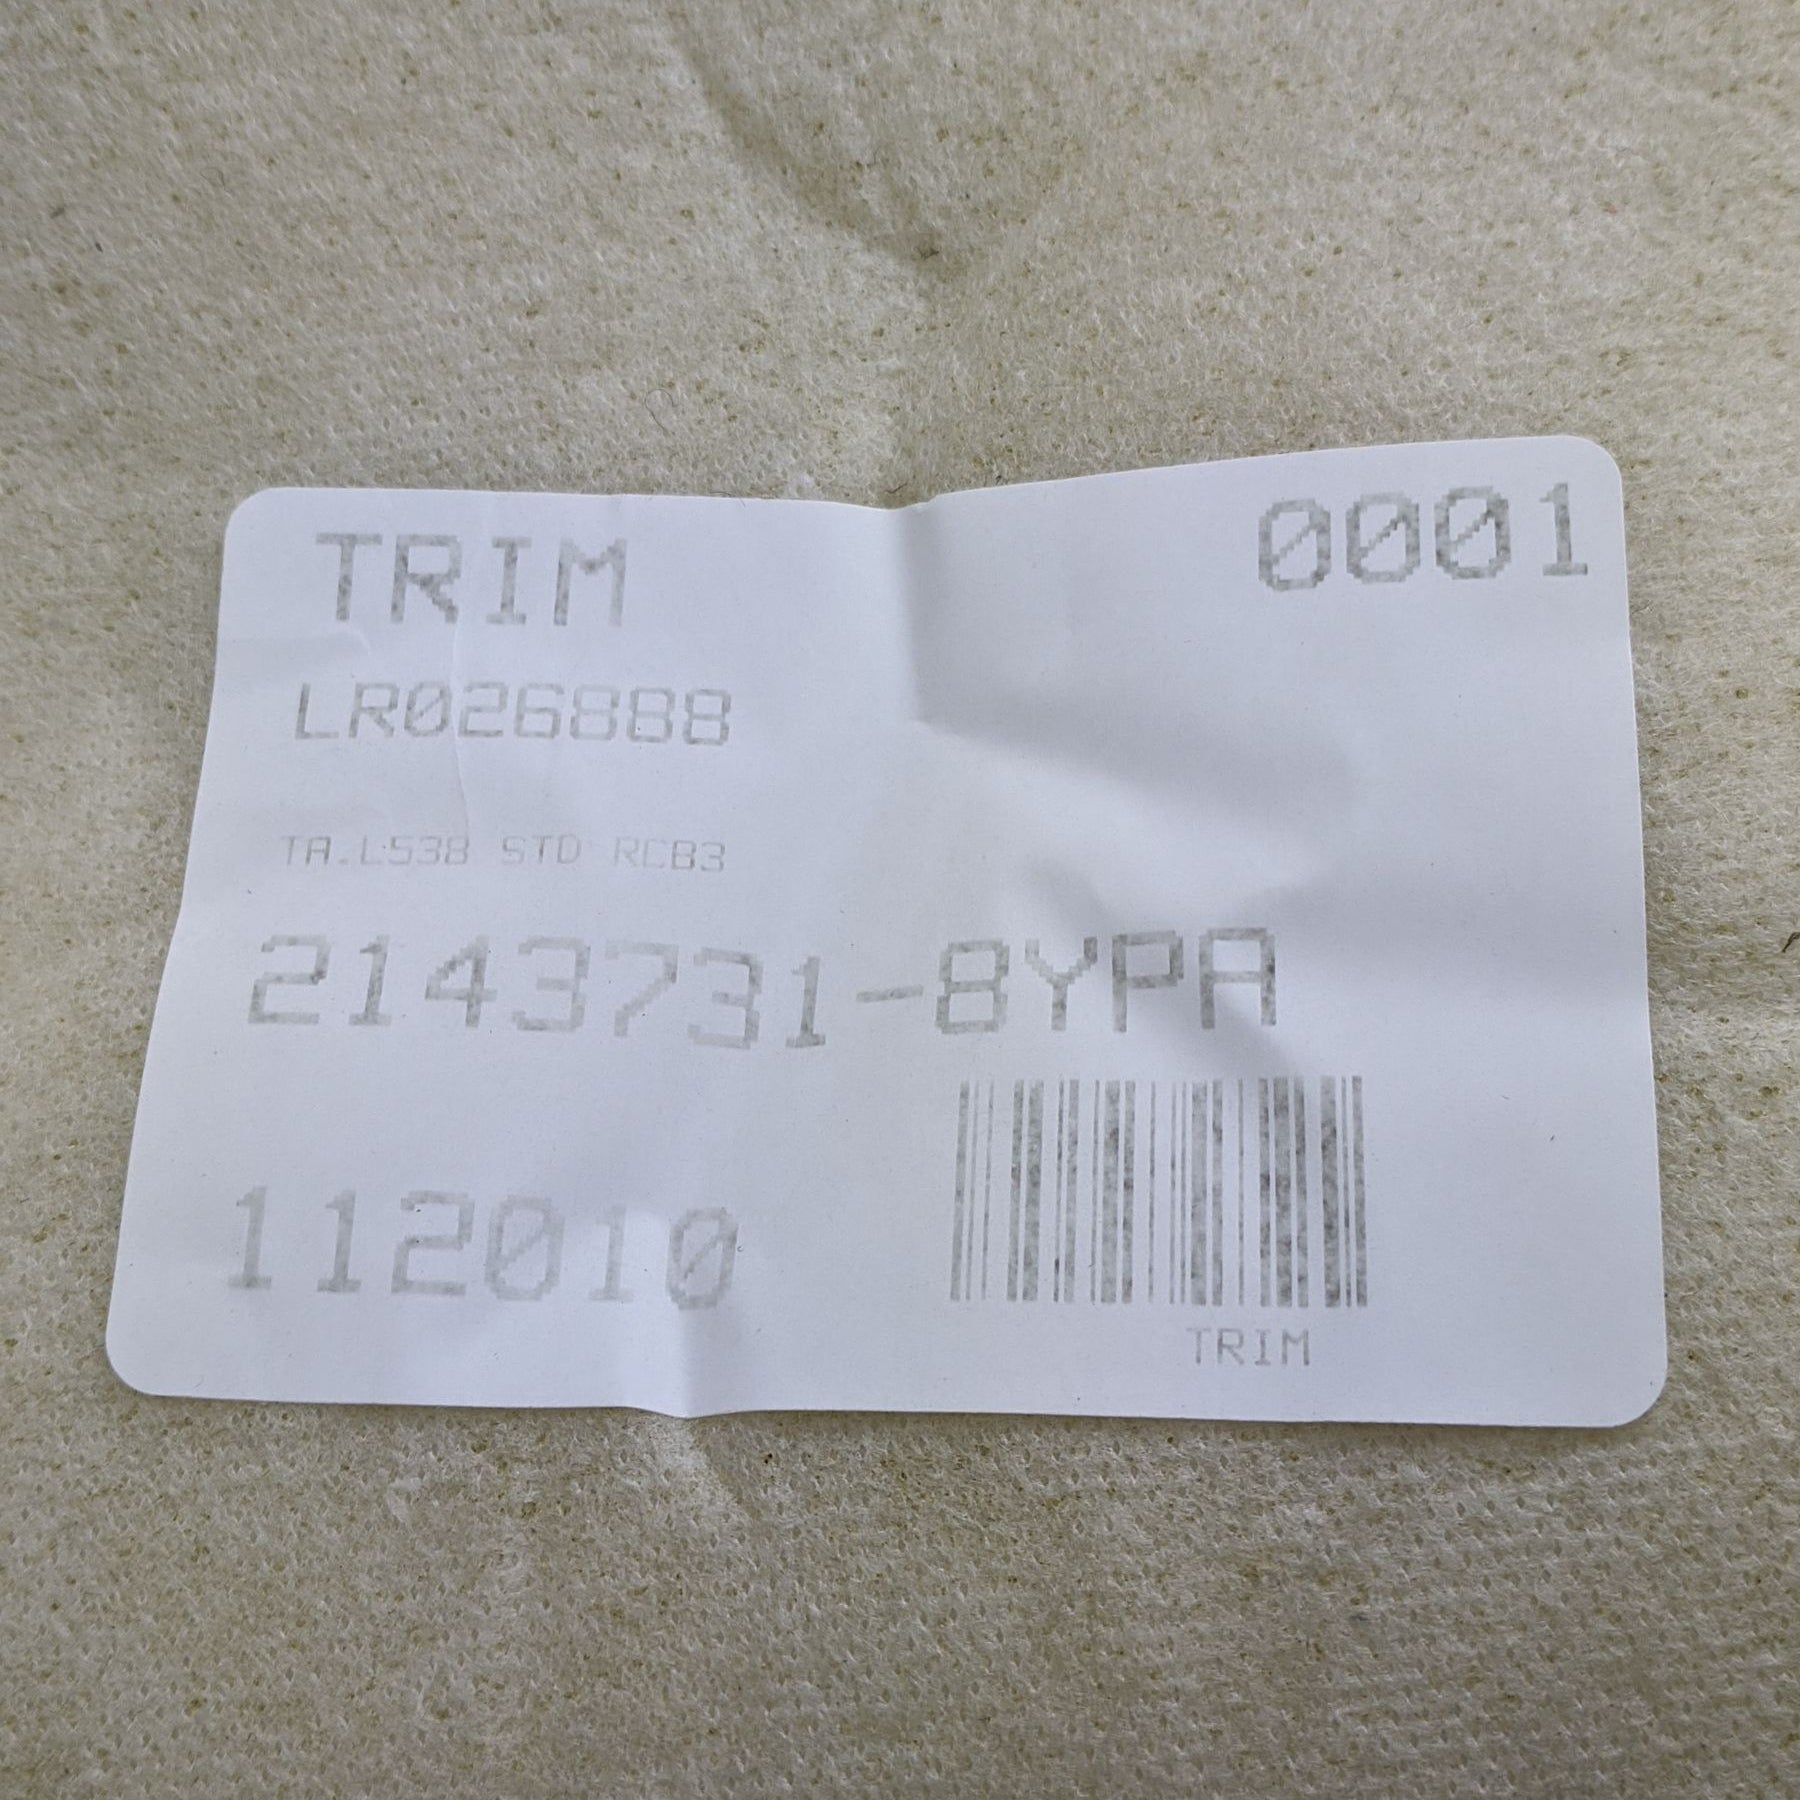 TRIM 0001
LR026888
TA.L538 STD RCB3
2143731-8YPA
112010
TRIM